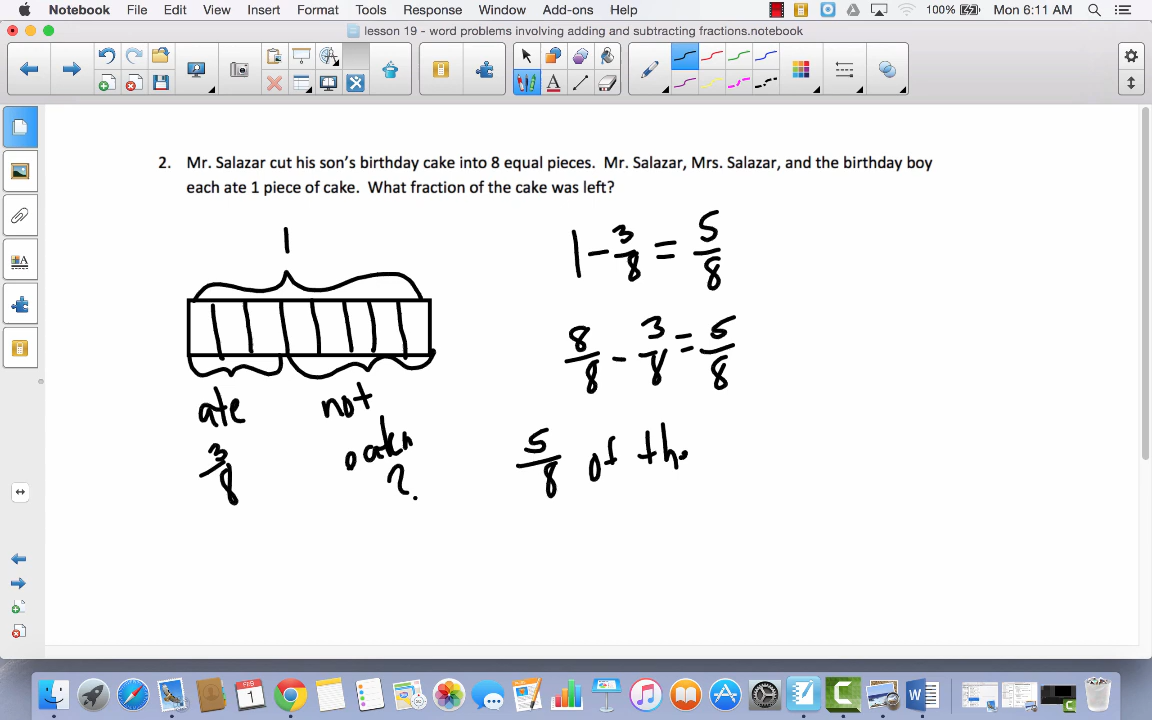 Notebook File Edit View Insert Format Tools Response Window Add-ons Help 100% Mon 6:11 AM
lesson 19 - word problems involving adding and subtracting fractions.notebook
2. Mr. Salazar cut his son's birthday cake into 8 equal pieces. Mr. Salazar, Mrs. Salazar, and the birthday boy
each ate 1 piece of cake. What fraction of the cake was left?
1
1 - 3/8 = 5/8
8/8 - 3/8 = 5/8
ate not
eaten
3/8 ?
5/8 of the
FEB
1